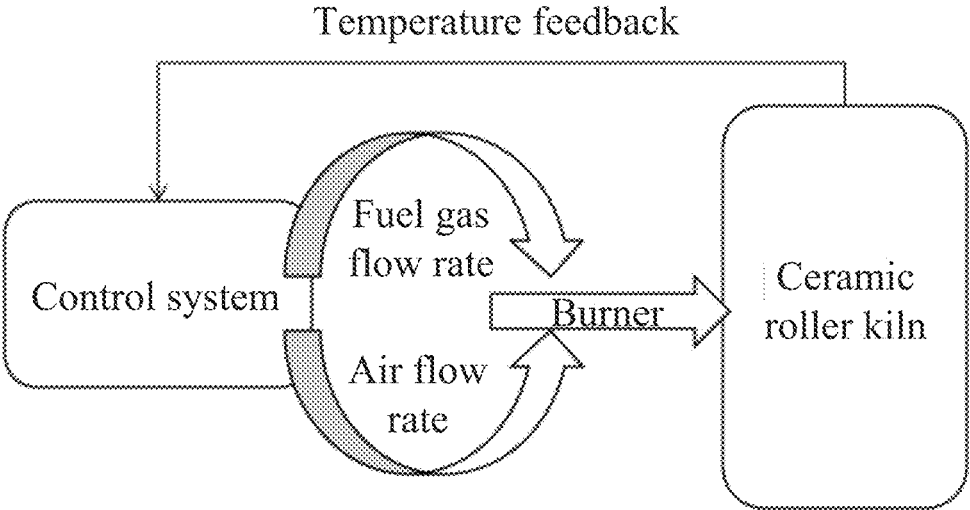 Temperature feedback
Fuel gas
flow rate
Control system
Burner
Ceramic
roller kiln
Air flow
rate